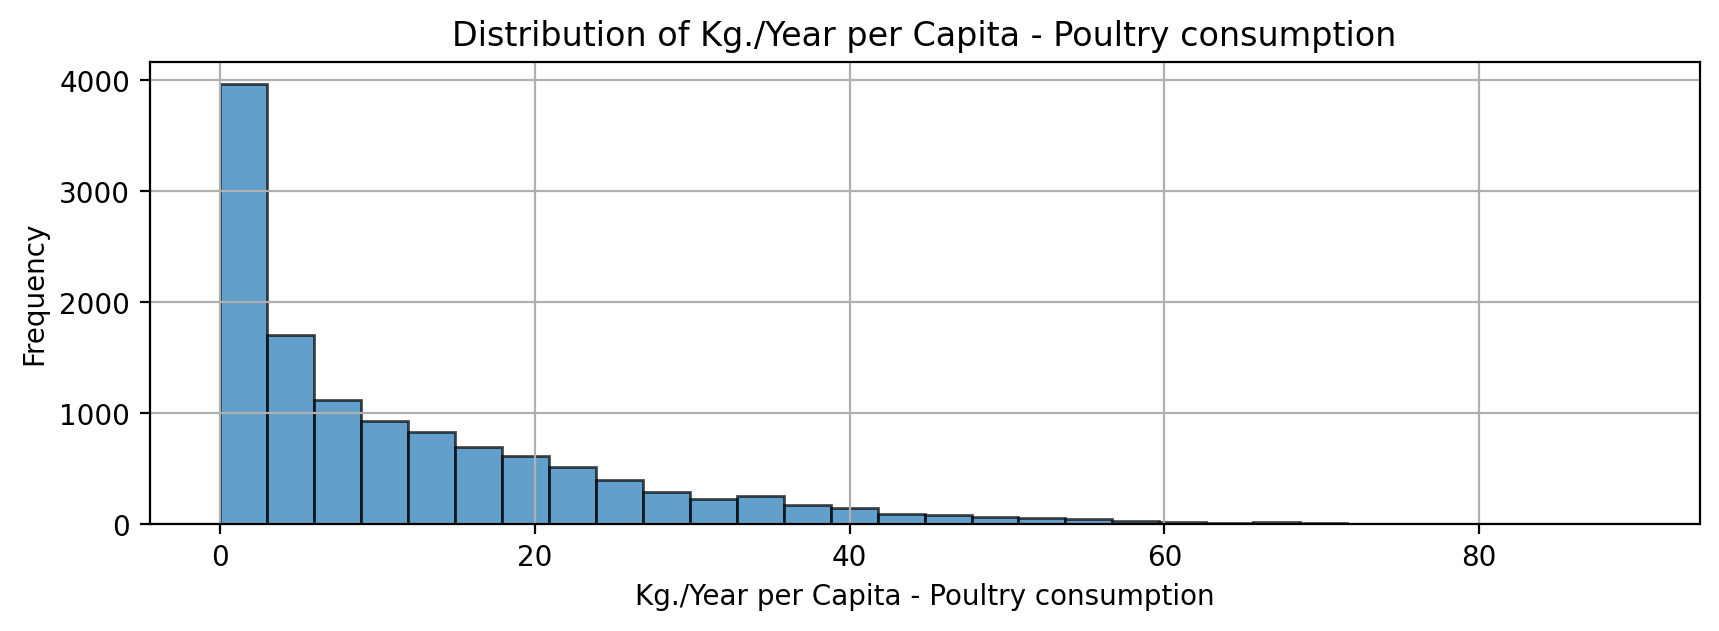 Distribution of Kg./Year per Capita - Poultry consumption
4000
3000
2000
1000
0
Frequency
0 20 40 60 80
Kg./Year per Capita - Poultry consumption